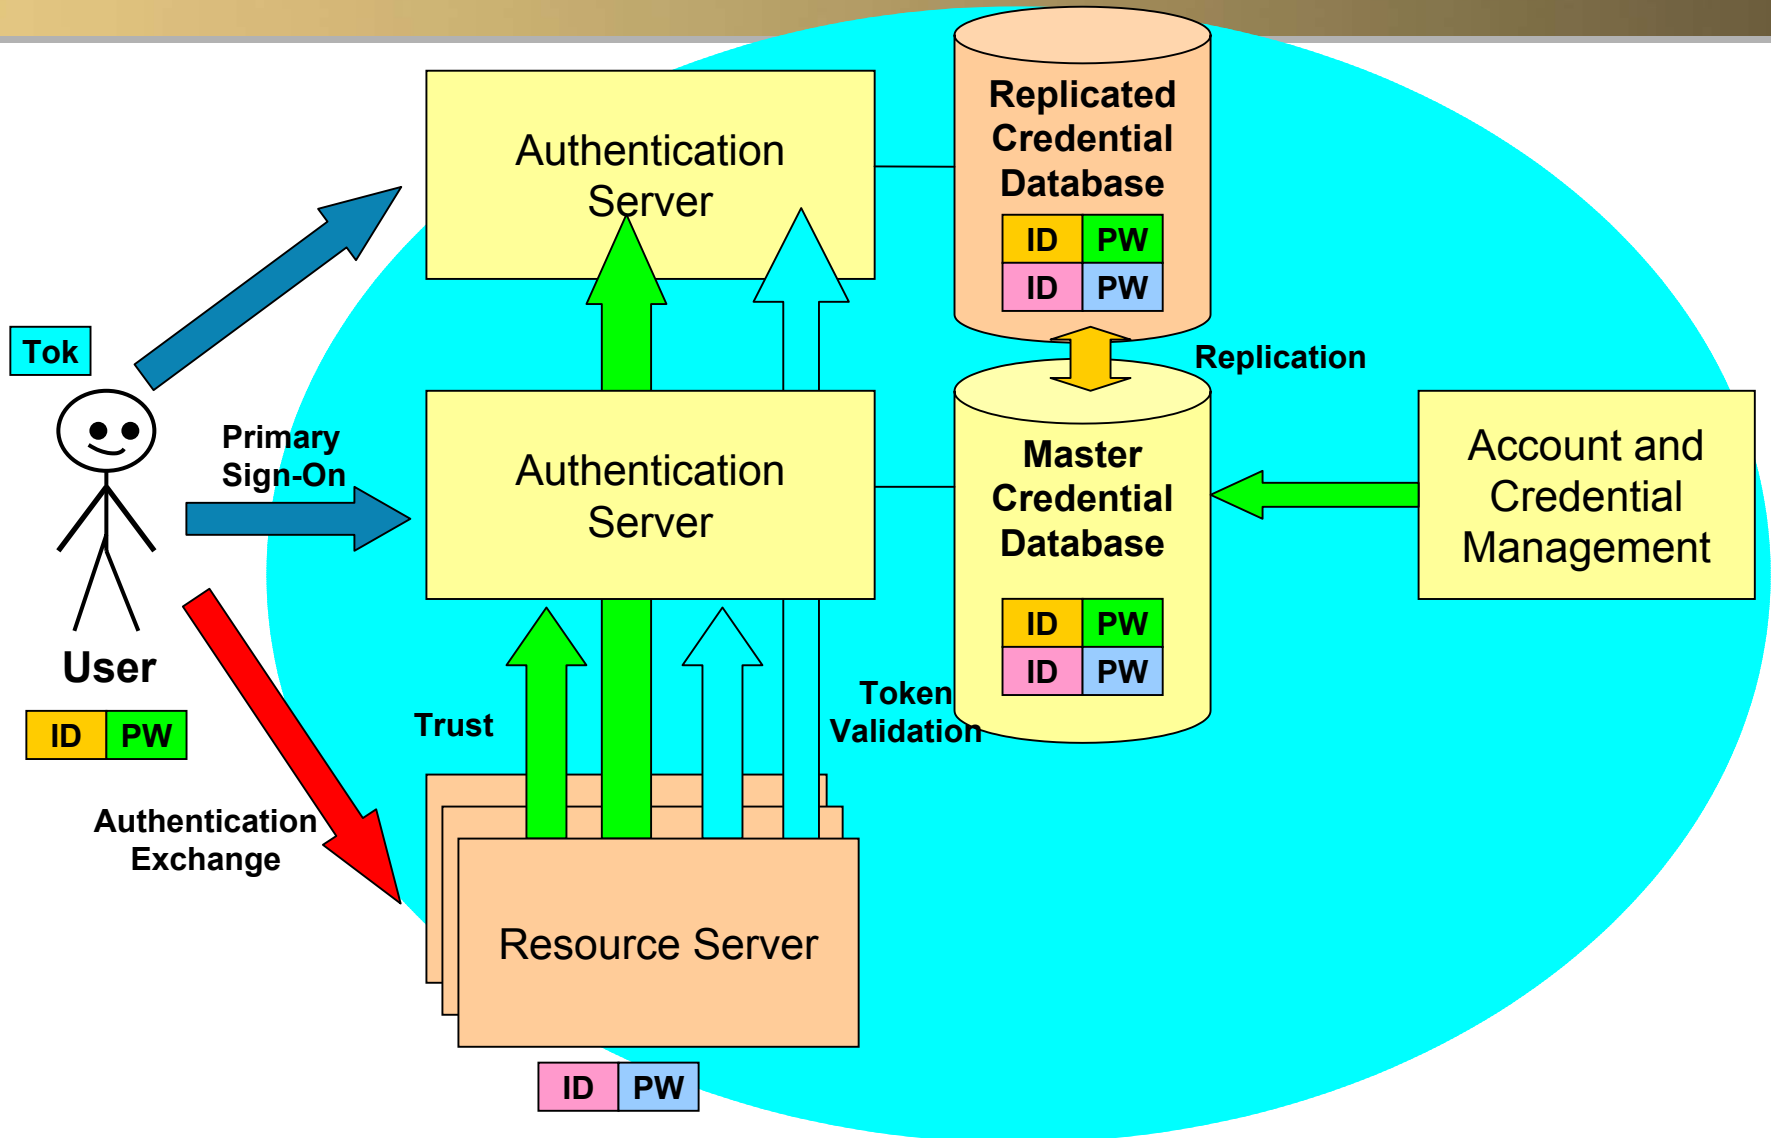 Authentication
Server
Replicated
Credential
Database
ID PW
ID PW
Tok
Replication
Primary
Sign-On
Authentication
Server
Master
Credential
Database
ID PW
ID PW
Account and
Credential
Management
User
ID PW
Trust
Token
Validation
Authentication
Exchange
Resource Server
ID PW